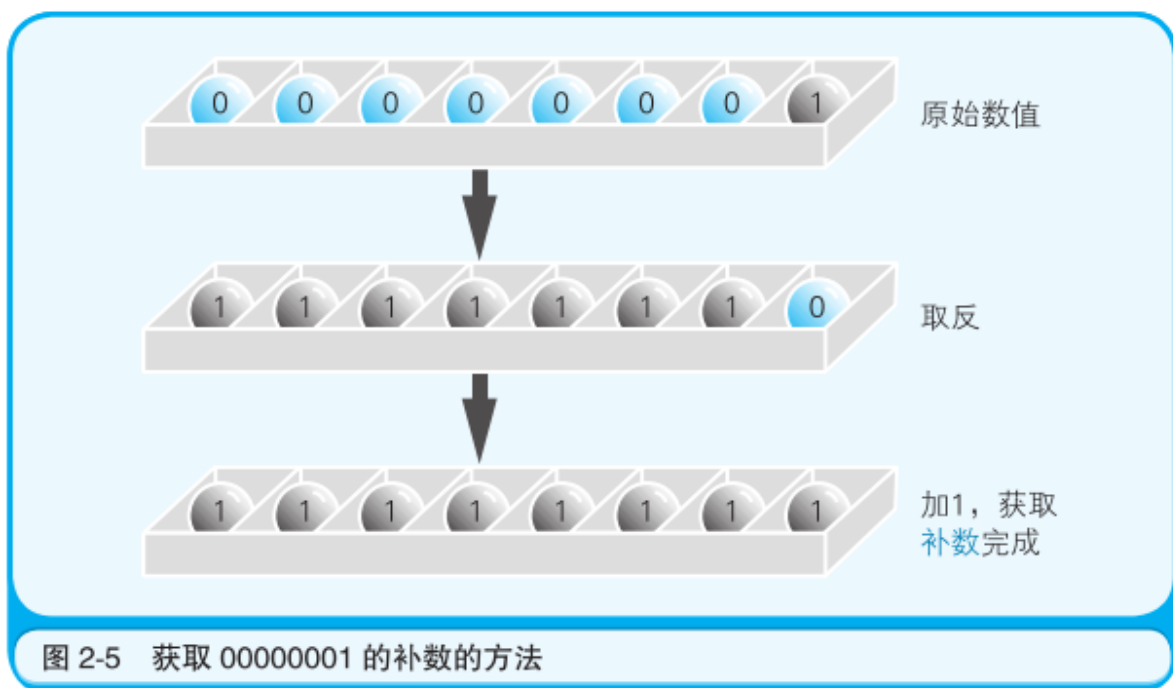 0 0 0 0 0 0 0 1
原始数值
1 1 1 1 1 1 1 0
取反
1 1 1 1 1 1 1 1
加1，获取
补数完成
图 2-5 获取 00000001 的补数的方法